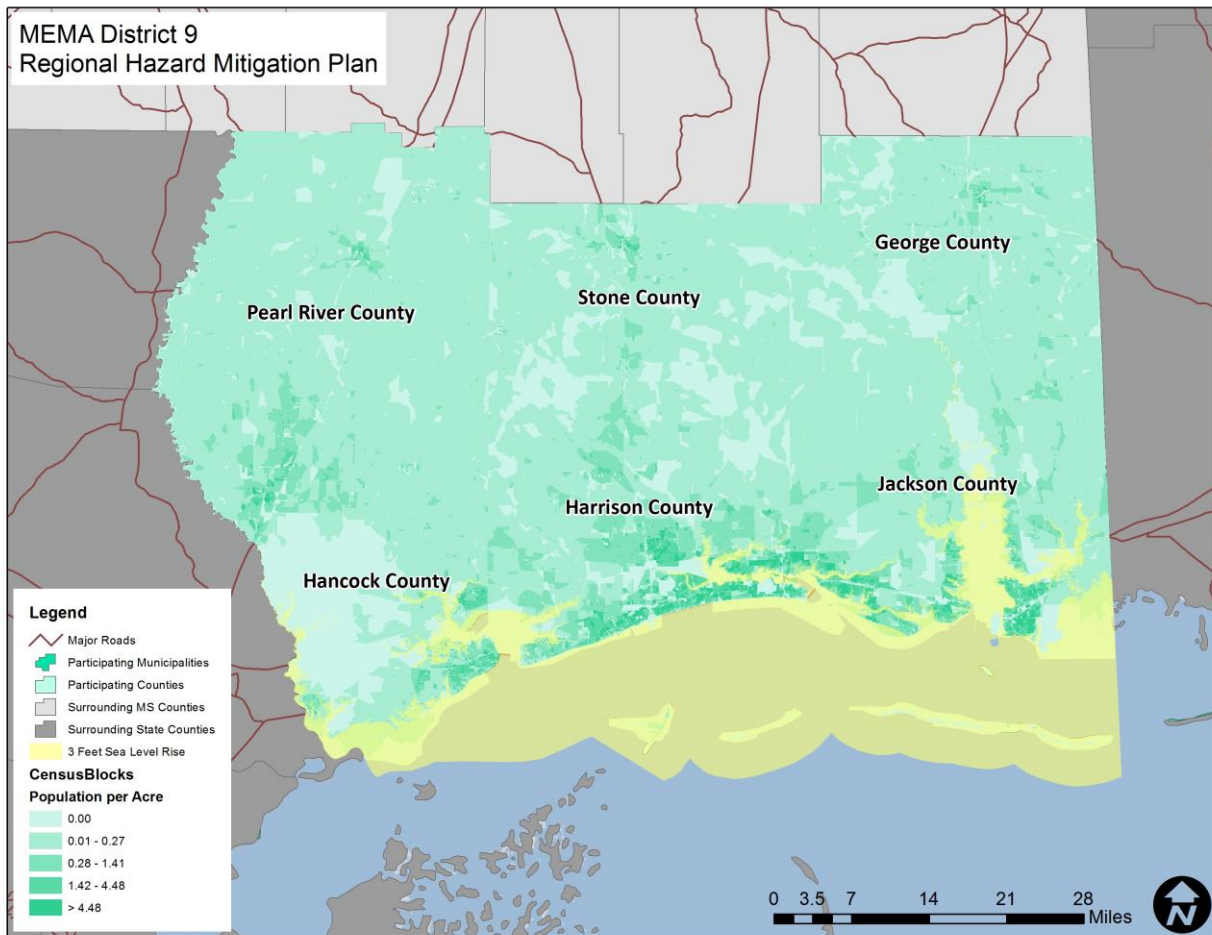 MEMA District 9
Regional Hazard Mitigation Plan
George County
Stone County
Pearl River County
Jackson County
Harrison County
Hancock County
Legend
Major Roads
Participating Municipalities
Participating Counties
Surrounding MS Counties
Surrounding State Counties
3 Feet Sea Level Rise
CensusBlocks
Population per Acre
0.00
0.01 - 0.27
0.28 - 1.41
1.42 - 4.48
> 4.48
0 3.5 7 14 21 28
Miles
N